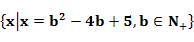 {x|x = b² − 4b + 5, b ∈ N₊}